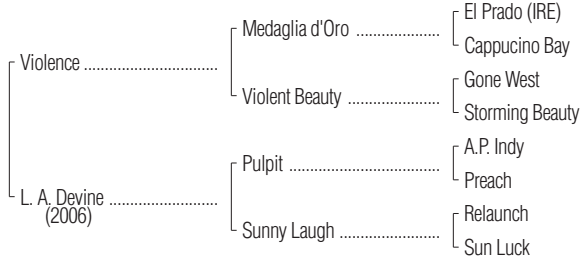 El Prado (IRE)
Medaglia d'Oro ....................
Cappucino Bay
Violence ................................
Gone West
Violent Beauty ......................
Storming Beauty
A.P. Indy
Pulpit ....................................
Preach
L. A. Devine ..........................
(2006)
Relaunch
Sunny Laugh ........................
Sun Luck